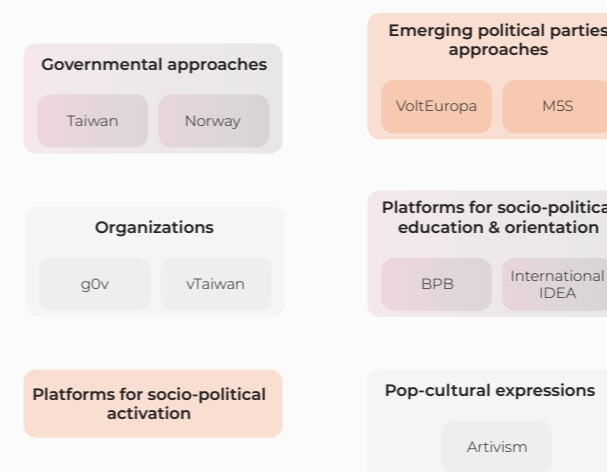 Governmental approaches
Taiwan
Norway
Emerging political parties
approaches
VoltEuropa
M5S
Organizations
g0v
vTaiwan
Platforms for socio-politica
education & orientation
BPB
International
IDEA
Platforms for socio-political
activation
Pop-cultural expressions
Artivism